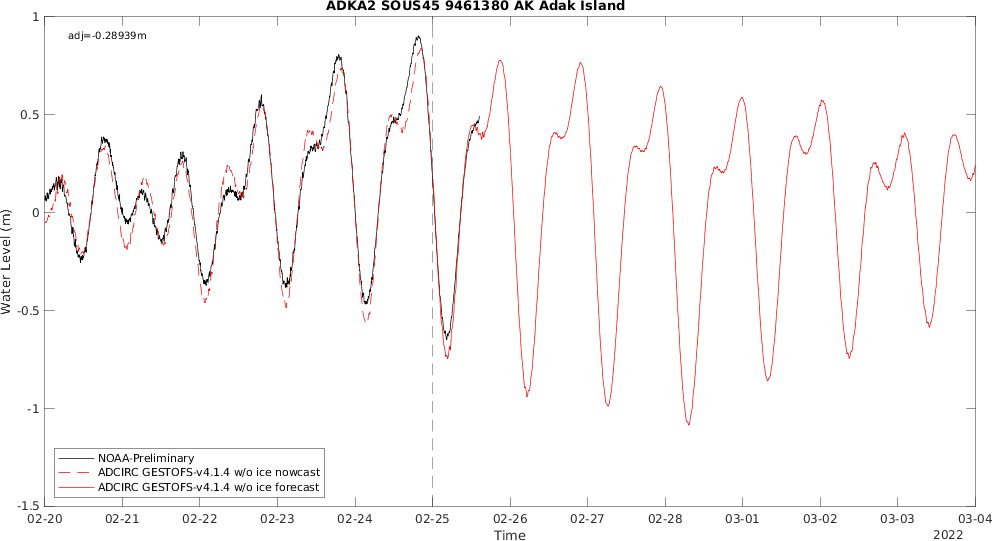 ADKA2 SOUS45 9461380 AK Adak Island
adj=-0.28939m
1
0.5
0
-0.5
-1
-1.5
Water Level (m)
NOAA-Preliminary
ADCIRC GESTOFS-v4.1.4 w/o ice nowcast
ADCIRC GESTOFS-v4.1.4 w/o ice forecast
02-20 02-21 02-22 02-23 02-24 02-25 02-26 02-27 02-28 03-01 03-02 03-03 03-04
Time
2022